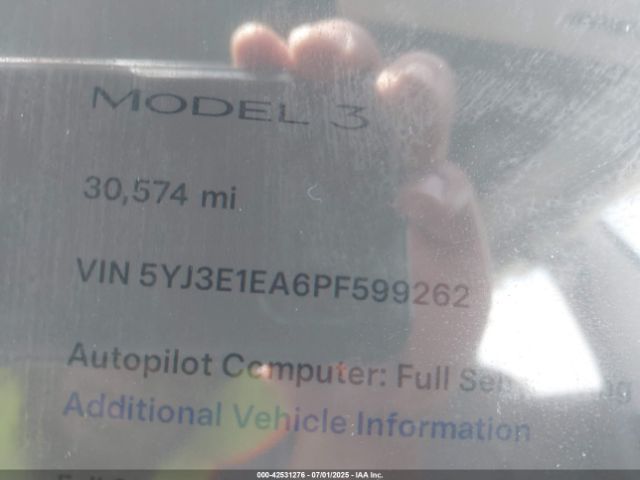 MODEL 3
30,574 mi
VIN 5YJ3E1EA6PF599262
Autopilot Computer: Full
Additional Vehicle Information
000-42531276 - 07/01/2025 - IAA Inc.